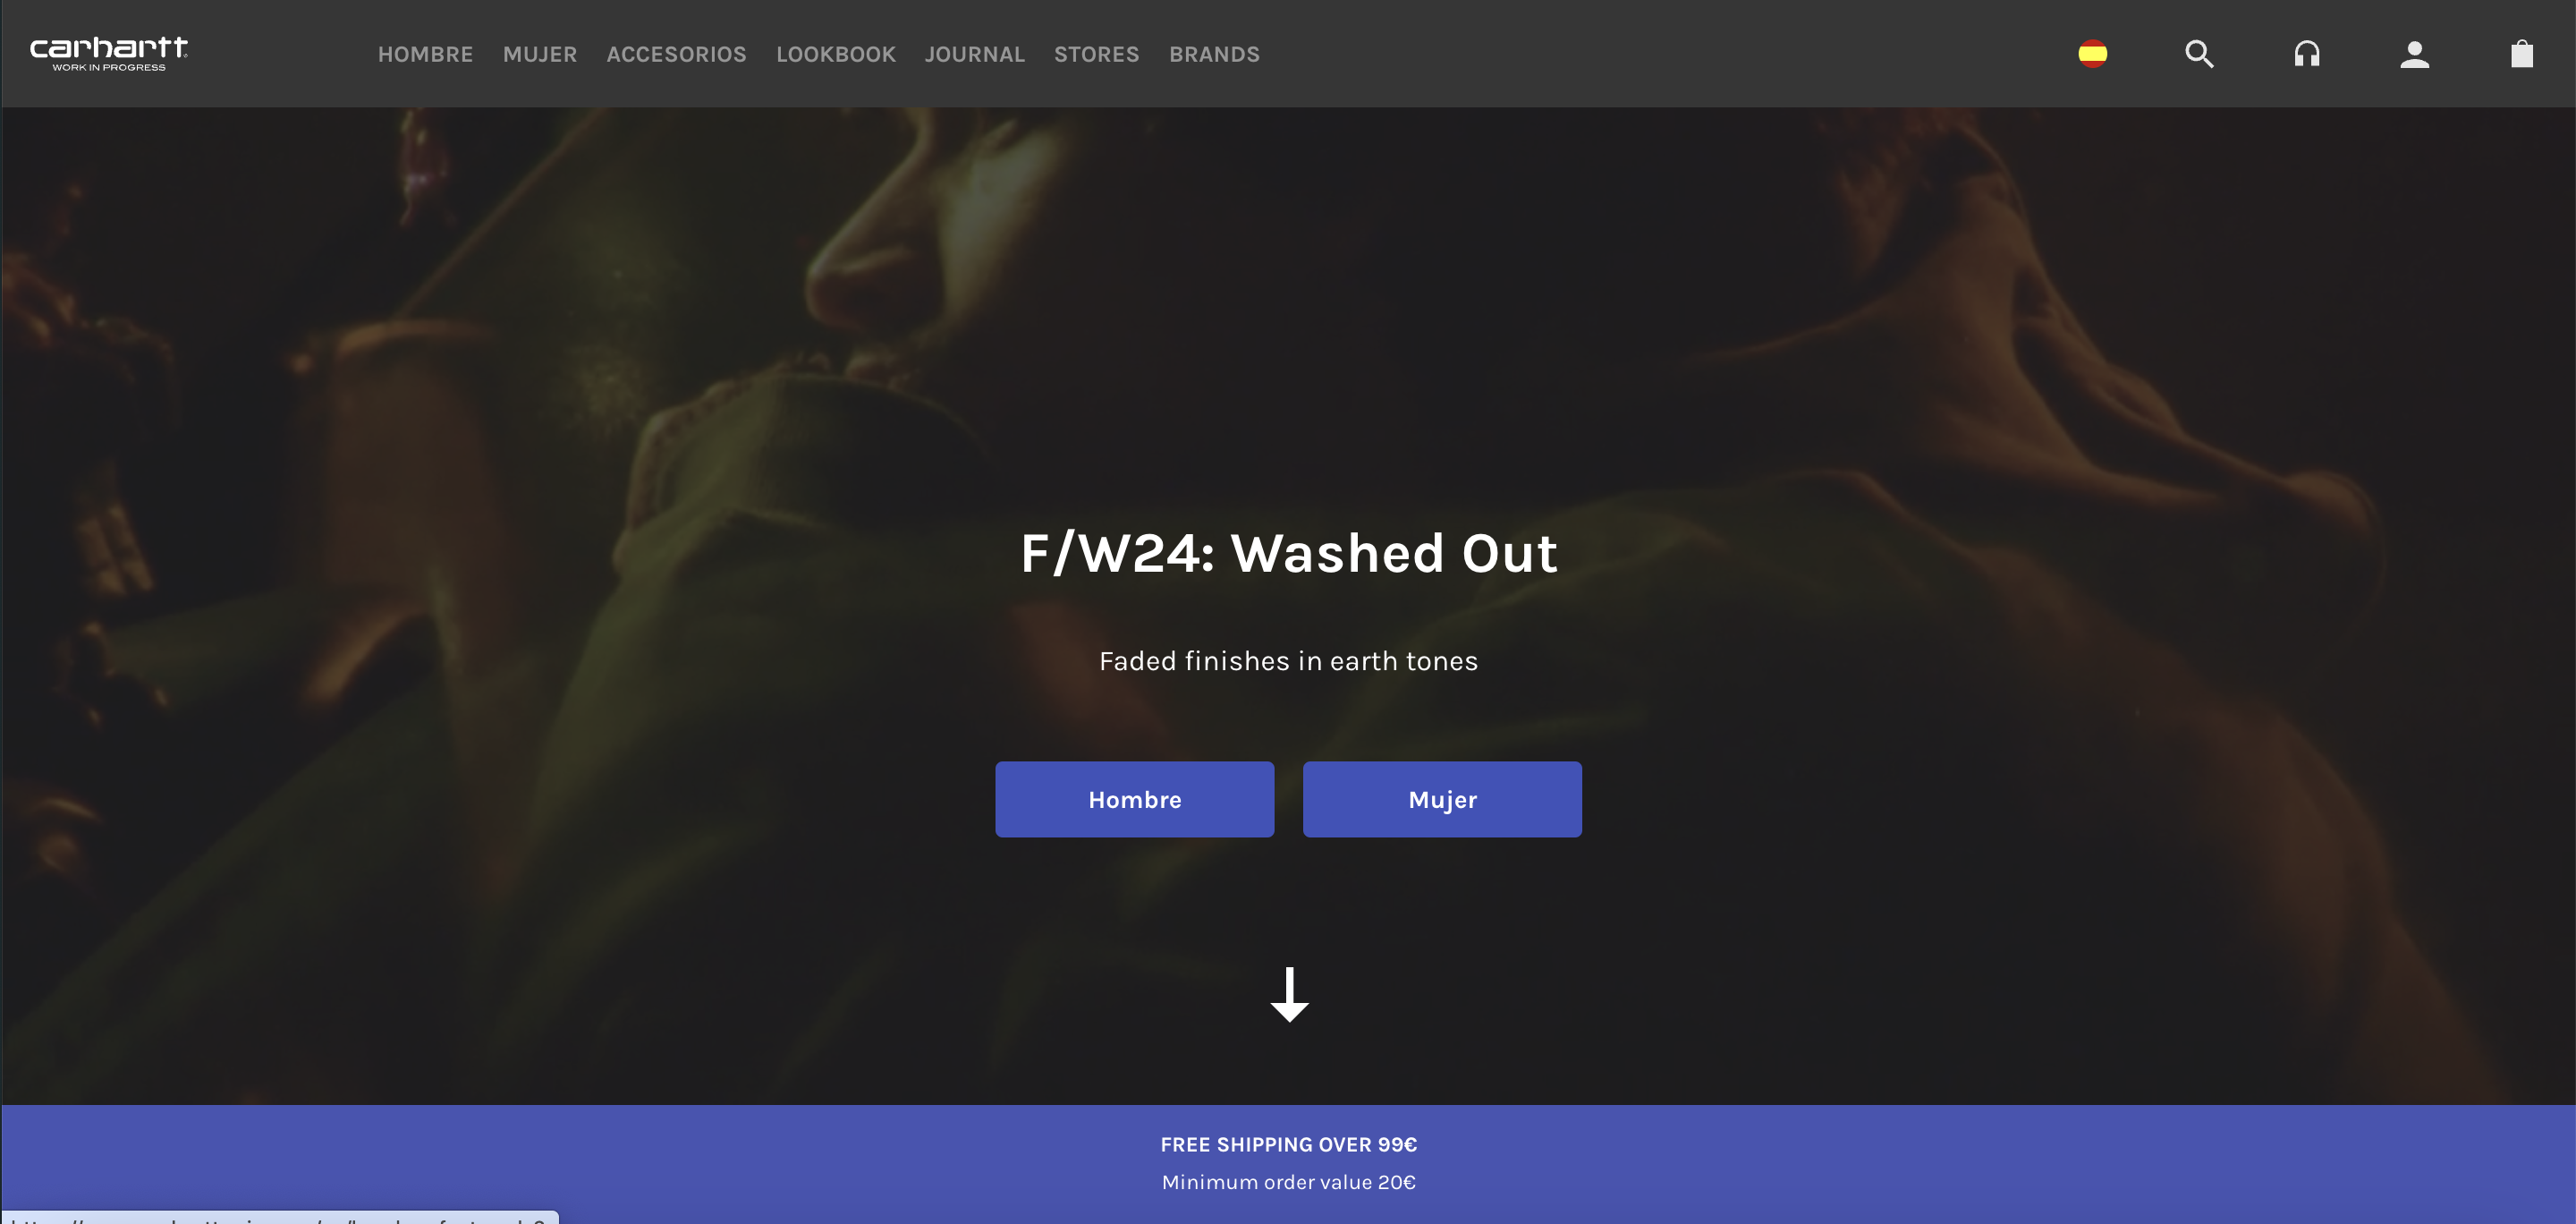 carhartt
WORK IN PROGRESS
HOMBRE MUJER ACCESORIOS LOOKBOOK JOURNAL STORES BRANDS
F/W24: Washed Out
Faded finishes in earth tones
Hombre Mujer
FREE SHIPPING OVER 99€
Minimum order value 20€